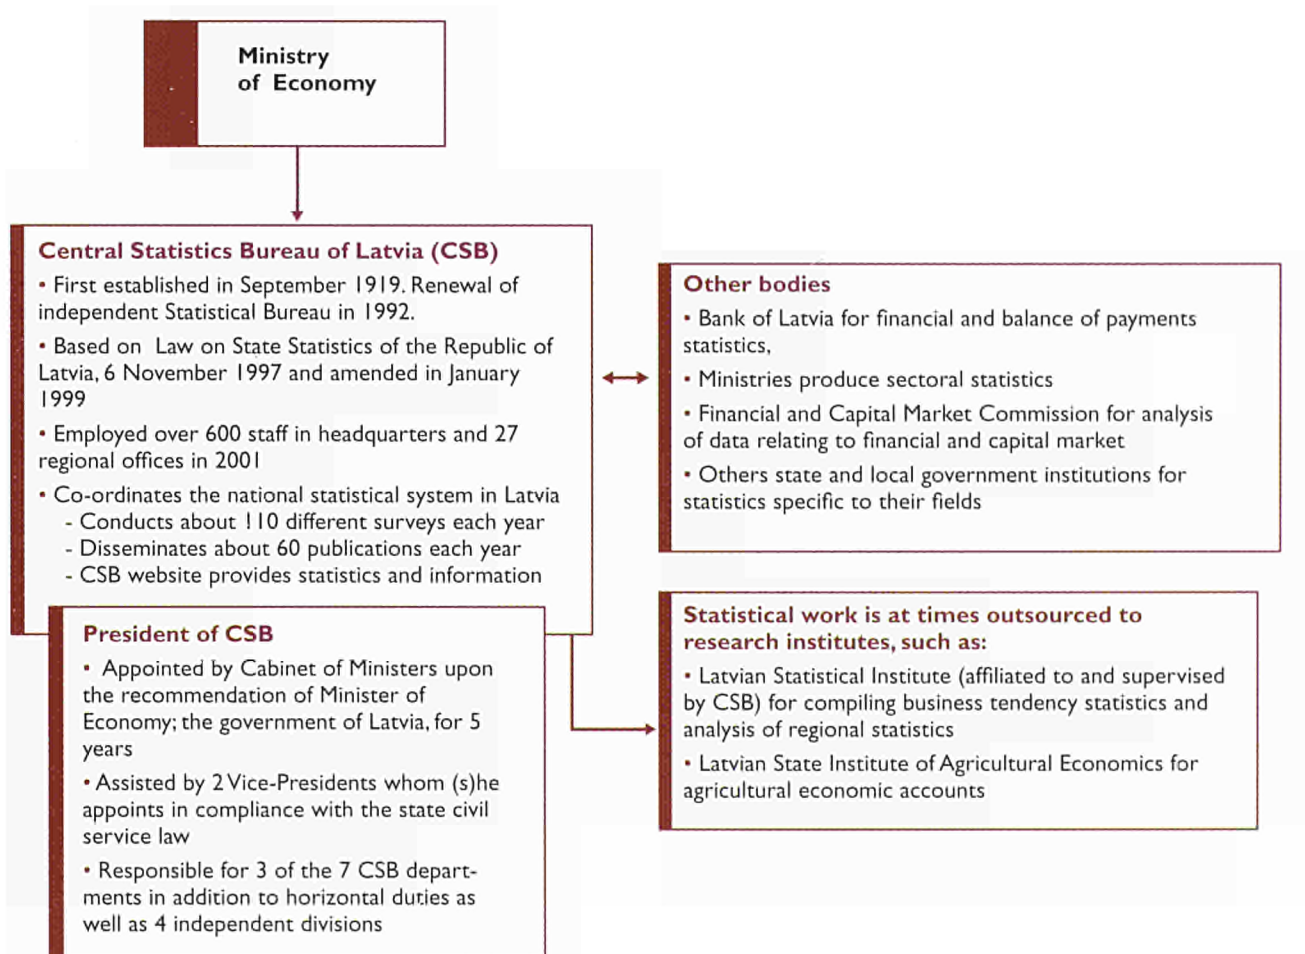 Ministry
of Economy
Central Statistics Bureau of Latvia (CSB)
• First established in September 1919. Renewal of
independent Statistical Bureau in 1992.
• Based on Law on State Statistics of the Republic of
Latvia, 6 November 1997 and amended in January
1999
• Employed over 600 staff in headquarters and 27
regional offices in 2001
• Co-ordinates the national statistical system in Latvia
- Conducts about 110 different surveys each year
- Disseminates about 60 publications each year
- CSB website provides statistics and information
President of CSB
• Appointed by Cabinet of Ministers upon
the recommendation of Minister of
Economy; the government of Latvia, for 5
years
• Assisted by 2 Vice-Presidents whom (s)he
appoints in compliance with the state civil
service law
• Responsible for 3 of the 7 CSB depart-
ments in addition to horizontal duties as
well as 4 independent divisions
Other bodies
• Bank of Latvia for financial and balance of payments
statistics,
• Ministries produce sectoral statistics
• Financial and Capital Market Commission for analysis
of data relating to financial and capital market
• Others state and local government institutions for
statistics specific to their fields
Statistical work is at times outsourced to
research institutes, such as:
• Latvian Statistical Institute (affiliated to and supervised
by CSB) for compiling business tendency statistics and
analysis of regional statistics
• Latvian State Institute of Agricultural Economics for
agricultural economic accounts